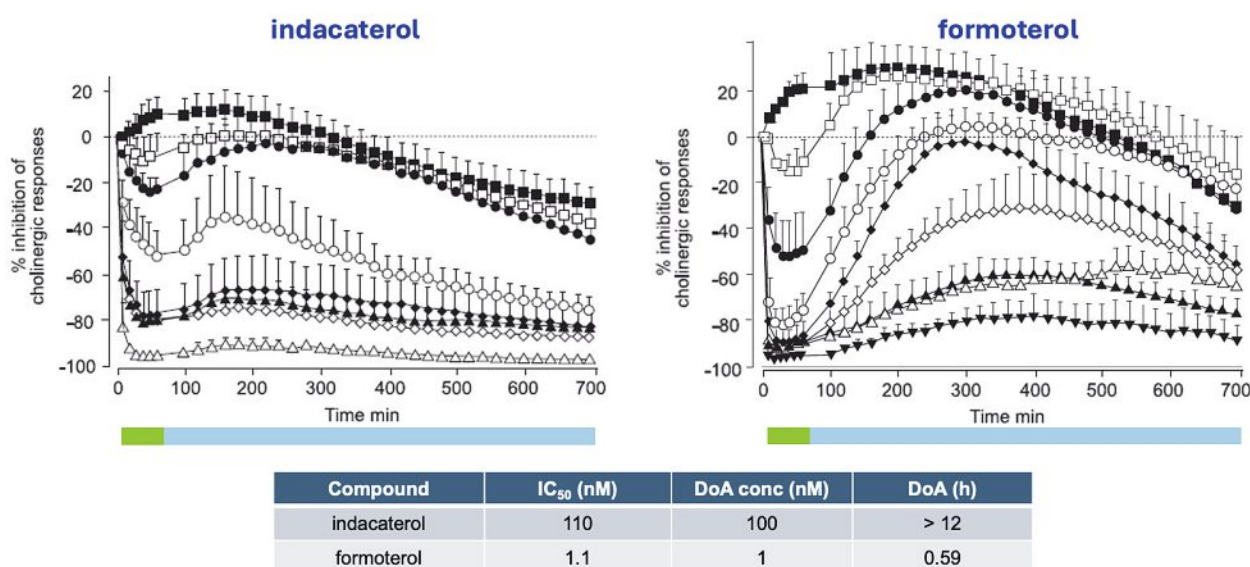 indacaterol
% inhibition of
cholinergic responses
20
0
-20
-40
-60
-80
-100
0 100 200 300 400 500 600 700
Time min
formoterol
% inhibition of
cholinergic responses
20
0
-20
-40
-60
-80
-100
0 100 200 300 400 500 600 700
Time min
Compound IC₅₀ (nM) DoA conc (nM) DoA (h)
indacaterol 110 100 > 12
formoterol 1.1 1 0.59